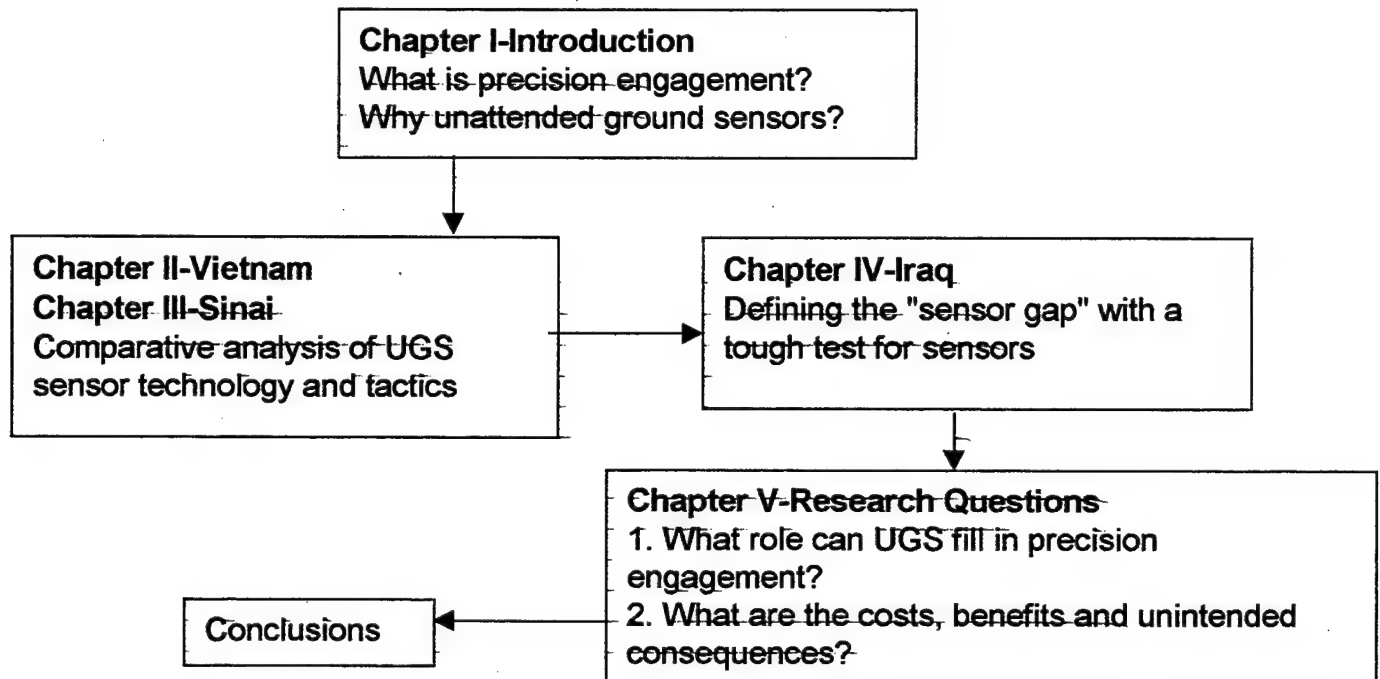 Chapter I-Introduction
What is precision engagement?
Why unattended ground sensors?
Chapter II-Vietnam
Chapter III-Sinai
Comparative analysis of UGS
sensor technology and tactics
Chapter IV-Iraq
Defining the "sensor gap" with a
tough test for sensors
Chapter V-Research Questions
1. What role can UGS fill in precision
engagement?
2. What are the costs, benefits and unintended
consequences?
Conclusions